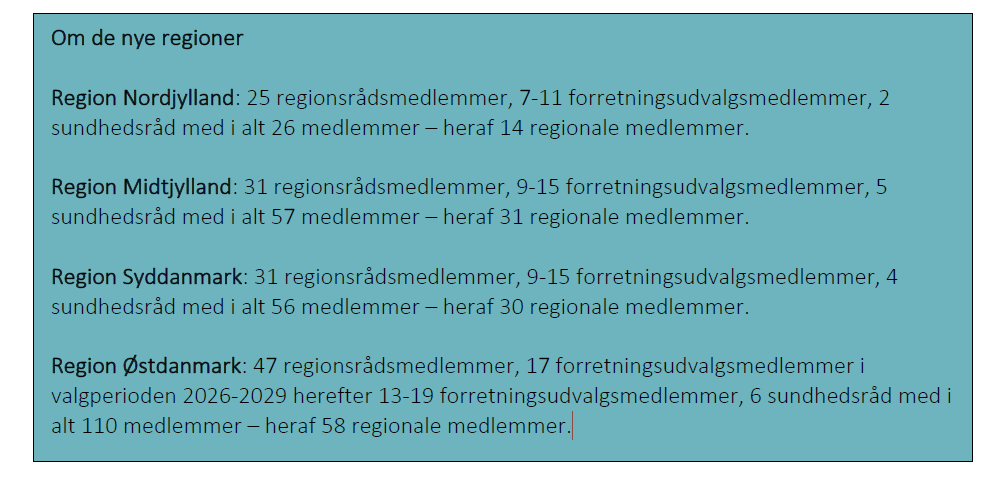 Om de nye regioner
Region Nordjylland: 25 regionsrådsmedlemmer, 7-11 forretningsudvalgsmedlemmer, 2
sundhedsråd med i alt 26 medlemmer – heraf 14 regionale medlemmer.
Region Midtjylland: 31 regionsrådsmedlemmer, 9-15 forretningsudvalgsmedlemmer, 5
sundhedsråd med i alt 57 medlemmer – heraf 31 regionale medlemmer.
Region Syddanmark: 31 regionsrådsmedlemmer, 9-15 forretningsudvalgsmedlemmer, 4
sundhedsråd med i alt 56 medlemmer – heraf 30 regionale medlemmer.
Region Østdanmark: 47 regionsrådsmedlemmer, 17 forretningsudvalgsmedlemmer i
valgperioden 2026-2029 herefter 13-19 forretningsudvalgsmedlemmer, 6 sundhedsråd med i
alt 110 medlemmer – heraf 58 regionale medlemmer.